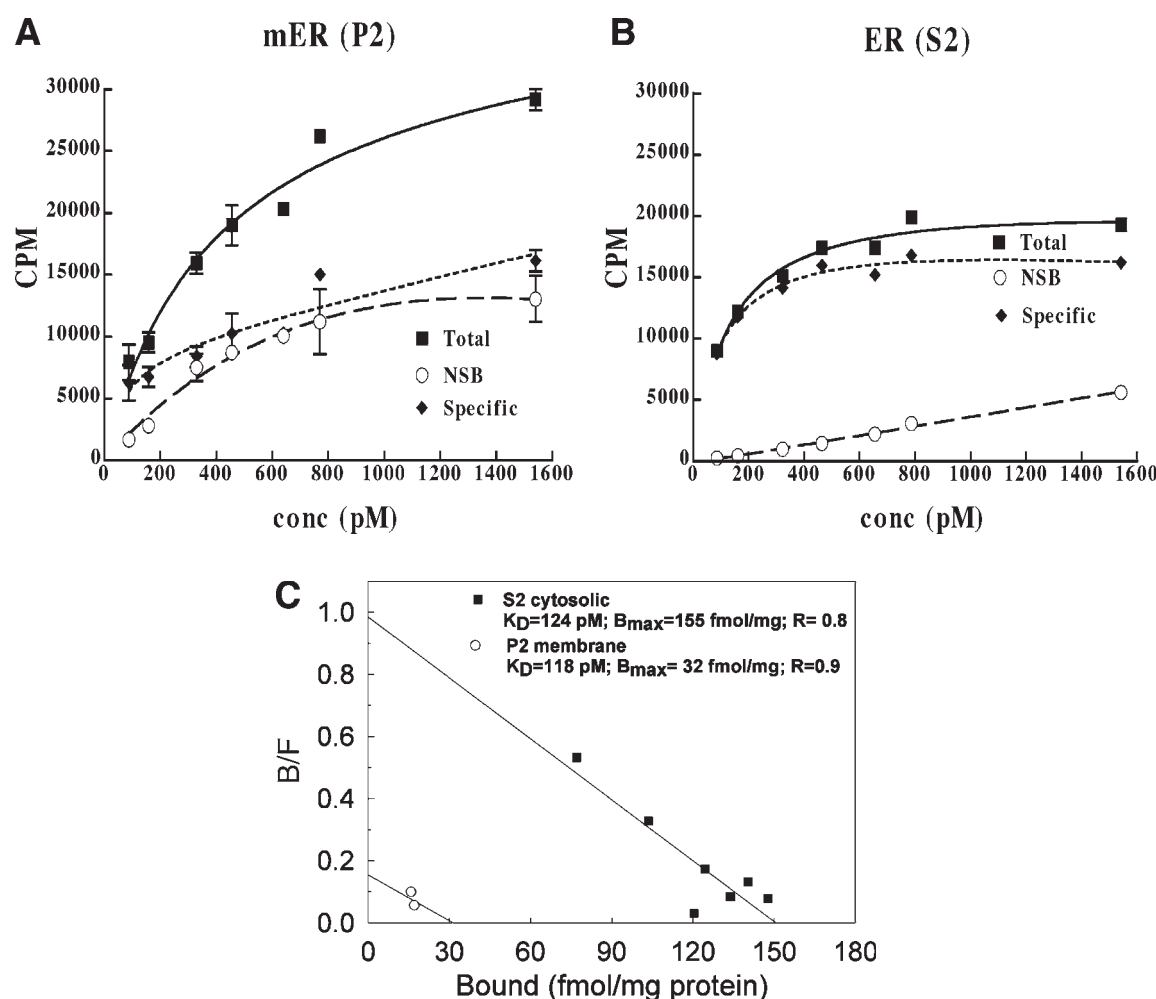 A
mER (P2)
CPM
30000
25000
20000
15000
10000
5000
0
0 200 400 600 800 1000 1200 1400 1600
conc (pM)
Total
NSB
Specific
B
ER (S2)
CPM
30000
25000
20000
15000
10000
5000
0
200 400 600 800 1000 1200 1400 1600
conc (pM)
Total
NSB
Specific
C
S2 cytosolic
KD=124 pM; Bmax=155 fmol/mg; R= 0.8
P2 membrane
KD=118 pM; Bmax= 32 fmol/mg; R=0.9
B/F
1.0
0.8
0.6
0.4
0.2
0.0
0 30 60 90 120 150 180
Bound (fmol/mg protein)